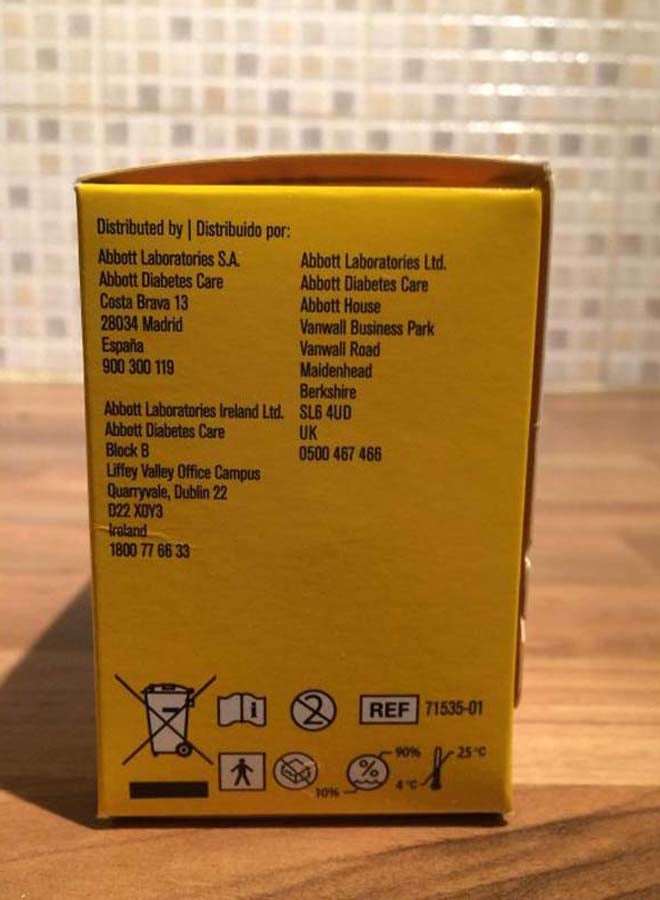 Distributed by | Distribuido por:
Abbott Laboratories S.A.
Abbott Diabetes Care
Costa Brava 13
28034 Madrid
España
900 300 119
Abbott Laboratories Ireland Ltd.
Abbott Diabetes Care
Block B
Liffey Valley Office Campus
Quarryvale, Dublin 22
D22 X0Y3
Ireland
1800 77 66 33
Abbott Laboratories Ltd.
Abbott Diabetes Care
Abbott House
Vanwall Business Park
Vanwall Road
Maidenhead
Berkshire
SL6 4UD
UK
0500 467 466
i
2
REF 71535-01
%
90%
10%
25 °C
4 °C